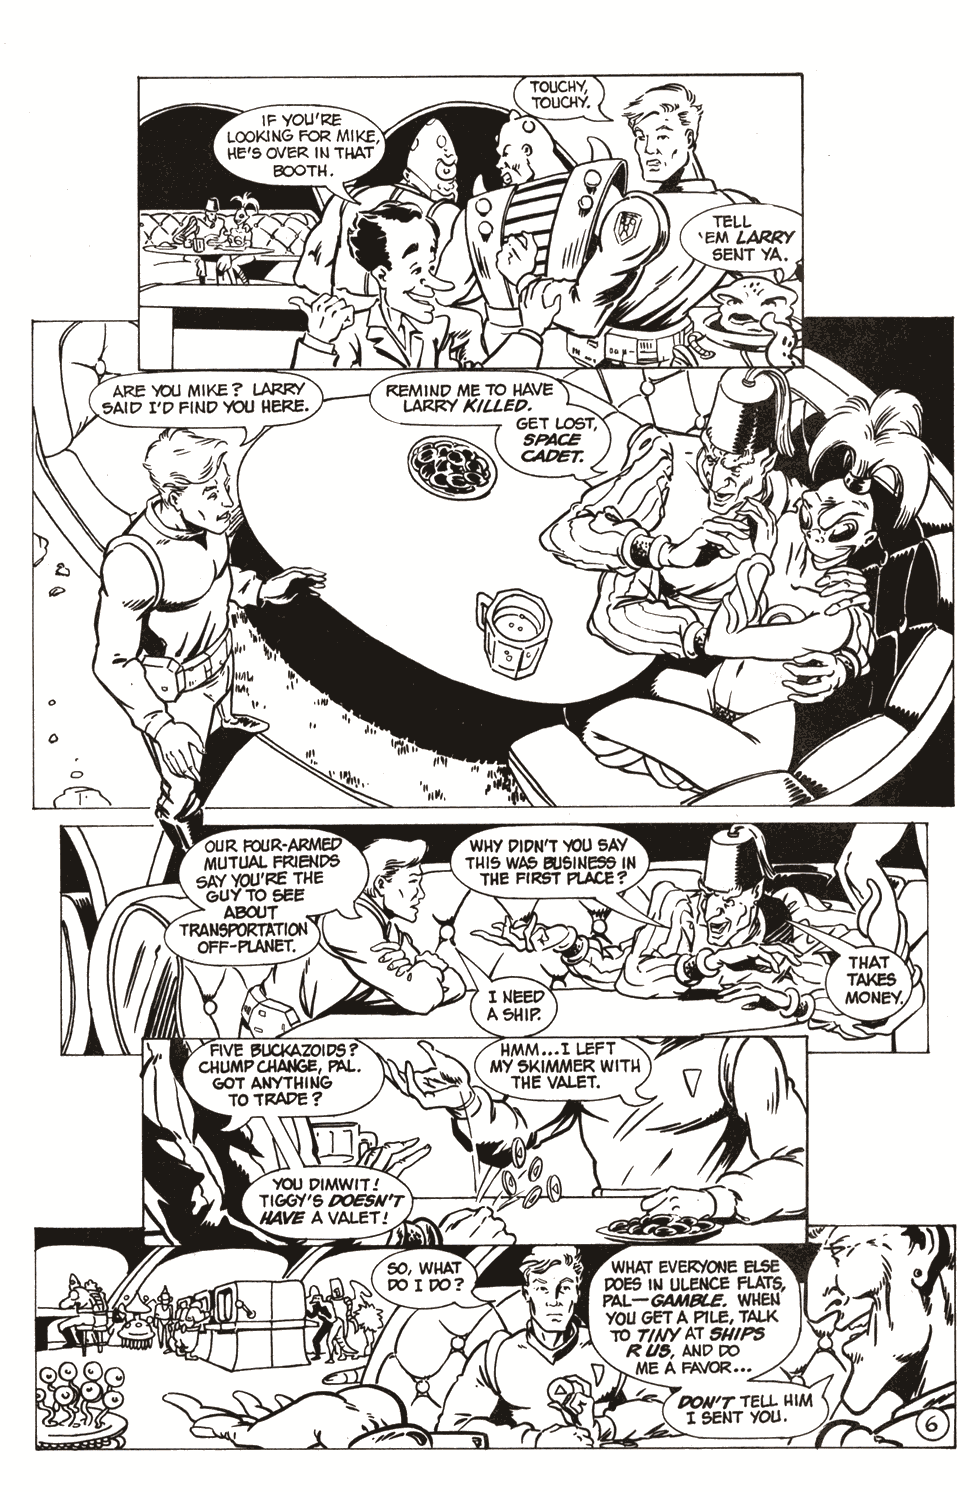 TOUCHY,
TOUCHY.
IF YOU'RE
LOOKING FOR MIKE,
HE'S OVER IN THAT
BOOTH.
TELL
'EM LARRY
SENT YA.
ARE YOU MIKE? LARRY
SAID I'D FIND YOU HERE.
REMIND ME TO HAVE
LARRY KILLED.
GET LOST,
SPACE
CADET.
OUR FOUR-ARMED
MUTUAL FRIENDS
SAY YOU'RE THE
GUY TO SEE
ABOUT
TRANSPORTATION
OFF-PLANET.
I NEED
A SHIP.
WHY DIDN'T YOU SAY
THIS WAS BUSINESS IN
THE FIRST PLACE?
THAT
TAKES
MONEY.
FIVE BUCKAZOIDS?
CHUMP CHANGE, PAL.
GOT ANYTHING
TO TRADE?
HMM...I LEFT
MY SKIMMER WITH
THE VALET.
YOU DIMWIT!
TIGGY'S DOESN'T
HAVE A VALET!
SO, WHAT
DO I DO?
WHAT EVERYONE ELSE
DOES IN ULENCE FLATS,
PAL—GAMBLE. WHEN
YOU GET A PILE, TALK
TO TINY AT SHIPS
R US, AND DO
ME A FAVOR...
DON'T TELL HIM
I SENT YOU.
6